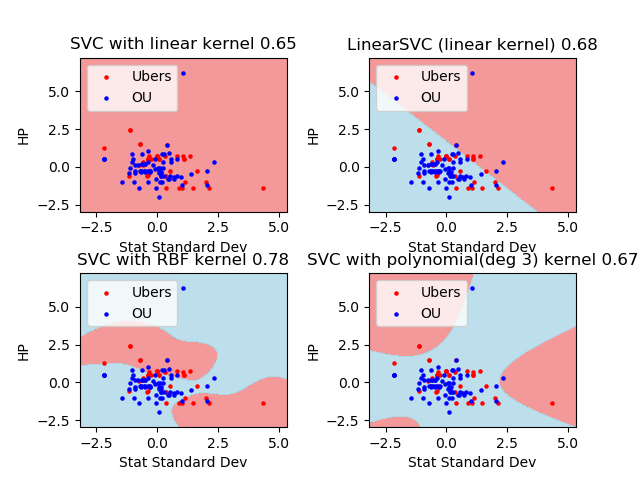 SVC with linear kernel 0.65
LinearSVC (linear kernel) 0.68
Ubers
OU
Ubers
OU
HP
HP
5.0
2.5
0.0
−2.5
5.0
2.5
0.0
−2.5
−2.5 0.0 2.5 5.0
−2.5 0.0 2.5 5.0
Stat Standard Dev
Stat Standard Dev
SVC with RBF kernel 0.78
SVC with polynomial(deg 3) kernel 0.67
Ubers
OU
Ubers
OU
HP
HP
5.0
2.5
0.0
−2.5
5.0
2.5
0.0
−2.5
−2.5 0.0 2.5 5.0
−2.5 0.0 2.5 5.0
Stat Standard Dev
Stat Standard Dev